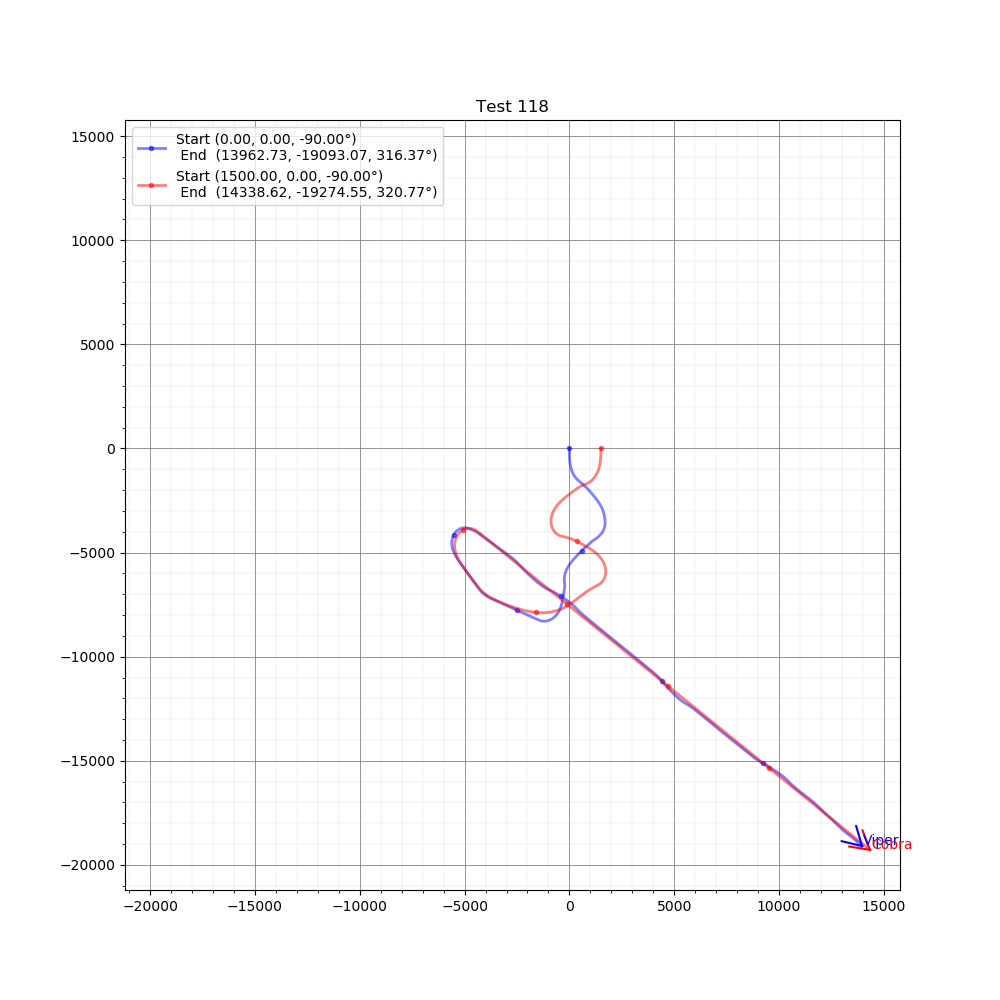 Test 118
Start (0.00, 0.00, -90.00°)
End  (13962.73, -19093.07, 316.37°)
Start (1500.00, 0.00, -90.00°)
End  (14338.62, -19274.55, 320.77°)
15000
10000
5000
0
−5000
−10000
−15000
−20000
Viper
Cobra
−20000 −15000 −10000 −5000 0 5000 10000 15000